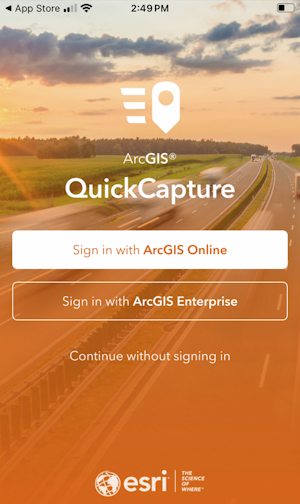 App Store 2:49 PM
ArcGIS®
QuickCapture
Sign in with ArcGIS Online
Sign in with ArcGIS Enterprise
Continue without signing in
esri® THE
SCIENCE
OF
WHERE®